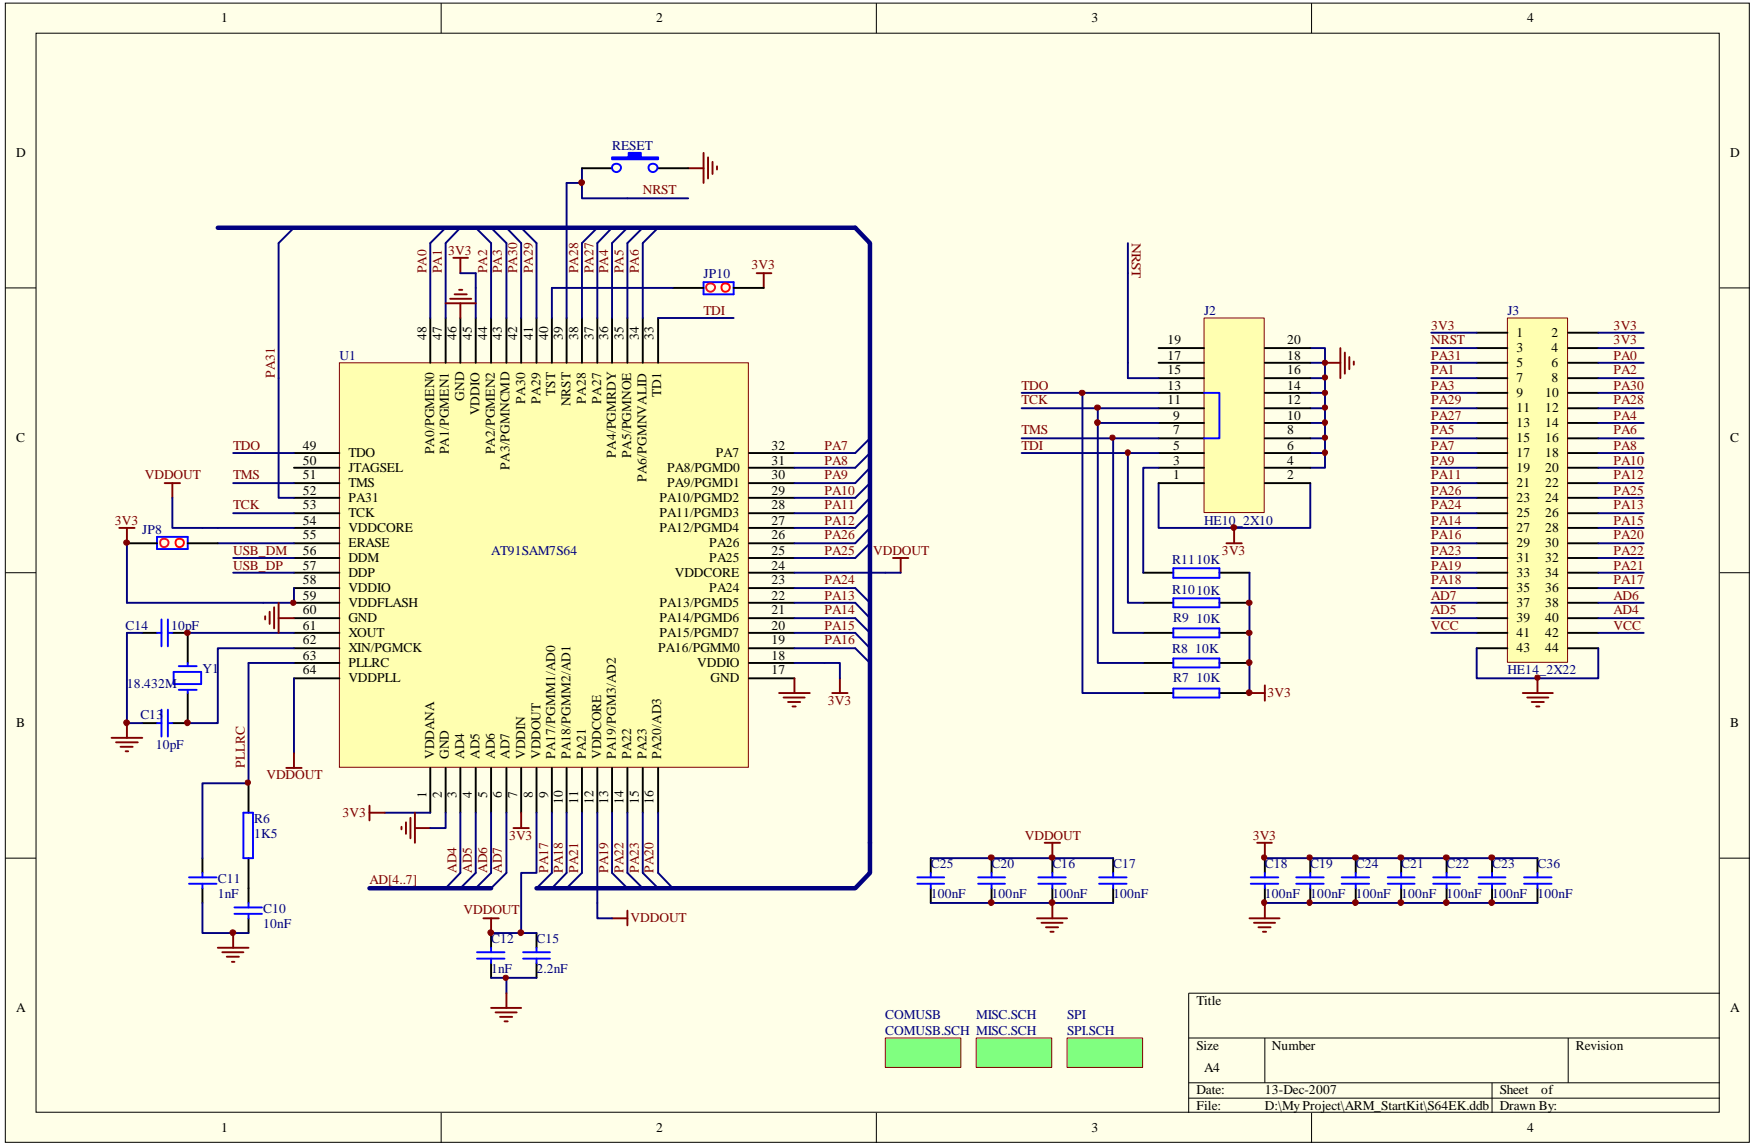 1 2 3 4
D D
RESET
NRST
NRST
PA0 PA1 3V3 PA2 PA3 PA30 PA29 PA28 PA27 PA4 PA5 PA6
JP10 3V3
TDI
PA31
48 47 46 45 44 43 42 41 40 39 38 37 36 35 34 33
U1
PA0/PGMEN0
PA1/PGMEN1
GND
VDDIO
PA2/PGMEN2
PA3/PGMNCMD
PA30
PA29
TST
NRST
PA28
PA27
PA4/PGMRDY
PA5/PGMNOE
PA6/PGMNVALID
TD1
C C
TDO 49 TDO
50 JTAGSEL
VDDOUT
TMS 51 TMS
52 PA31
TCK 53 TCK
54 VDDCORE
3V3 JP8
55 ERASE
USB_DM 56 DDM
USB_DP 57 DDP
58 VDDIO
59 VDDFLASH
60 GND
61 XOUT
62 XIN/PGMCK
63 PLLRC
64 VDDPLL
AT91SAM7S64
PA7 32 PA7
PA8/PGMD0 31 PA8
PA9/PGMD1 30 PA9
PA10/PGMD2 29 PA10
PA11/PGMD3 28 PA11
PA12/PGMD4 27 PA12
PA26 26 PA26
PA25 25 PA25
VDDCORE 24 VDDOUT
PA24 23 PA24
PA13/PGMD5 22 PA13
PA14/PGMD6 21 PA14
PA15/PGMD7 20 PA15
PA16/PGMM0 19 PA16
VDDIO 18
GND 17
3V3
C14 10pF
Y1
18.432M
C13
10pF
B B
PLLRC
VDDOUT
VDDANA
GND
AD4
AD5
AD6
AD7
VDDIN
VDDOUT
PA17/PGMM1/AD0
PA18/PGMM2/AD1
PA21
VDDCORE
PA19/PGM3/AD2
PA22
PA23
PA20/AD3
1 2 3 4 5 6 7 8 9 10 11 12 13 14 15 16
3V3
3V3
R6
1K5
AD4 AD5 AD6 AD7 PA17 PA18 PA21 PA19 PA22 PA23 PA20
AD[4..7]
C11
1nF
C10
10nF
VDDOUT
VDDOUT
C12 C15
1nF 2.2nF
J2
19 20
17 18
15 16
TDO 13 14
TCK 11 12
9 10
TMS 7 8
TDI 5 6
3 4
1 2
HE10_2X10
3V3
R11 10K
R10 10K
R9 10K
R8 10K
R7 10K
3V3
J3
3V3 1 2 3V3
NRST 3 4 3V3
PA31 5 6 PA0
PA1 7 8 PA2
PA3 9 10 PA30
PA29 11 12 PA28
PA27 13 14 PA4
PA5 15 16 PA6
PA7 17 18 PA8
PA9 19 20 PA10
PA11 21 22 PA12
PA26 23 24 PA25
PA24 25 26 PA13
PA14 27 28 PA15
PA16 29 30 PA20
PA23 31 32 PA22
PA19 33 34 PA21
PA18 35 36 PA17
AD7 37 38 AD6
AD5 39 40 AD4
VCC 41 42 VCC
43 44
HE14_2X22
VDDOUT
C25 C20 C16 C17
100nF 100nF 100nF 100nF
3V3
C18 C19 C24 C21 C22 C23 C36
100nF 100nF 100nF 100nF 100nF 100nF 100nF
A A
COMUSB MISC.SCH SPI
COMUSB.SCH MISC.SCH SPI.SCH
Title
Size Number Revision
A4
Date: 13-Dec-2007 Sheet of
File: D:\My Project\ARM_StartKit\S64EK.ddb Drawn By:
1 2 3 4